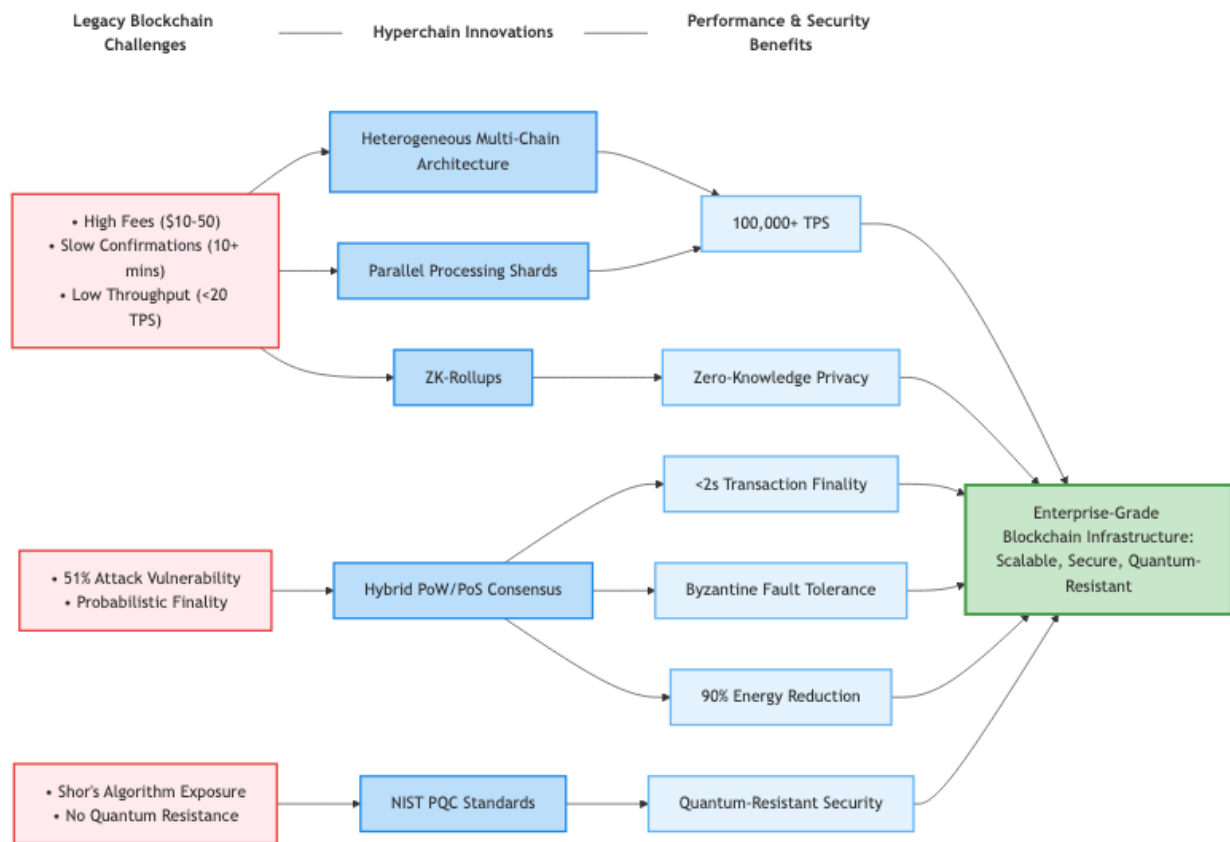 Legacy Blockchain
Challenges
Hyperchain Innovations
Performance & Security
Benefits
Heterogeneous Multi-Chain
Architecture
• High Fees ($10-50)
• Slow Confirmations (10+
mins)
• Low Throughput (<20
TPS)
100,000+ TPS
Parallel Processing Shards
ZK-Rollups
Zero-Knowledge Privacy
<2s Transaction Finality
Enterprise-Grade
Blockchain Infrastructure:
Scalable, Secure, Quantum-
Resistant
• 51% Attack Vulnerability
• Probabilistic Finality
Hybrid PoW/PoS Consensus
Byzantine Fault Tolerance
90% Energy Reduction
• Shor's Algorithm Exposure
• No Quantum Resistance
NIST PQC Standards
Quantum-Resistant Security